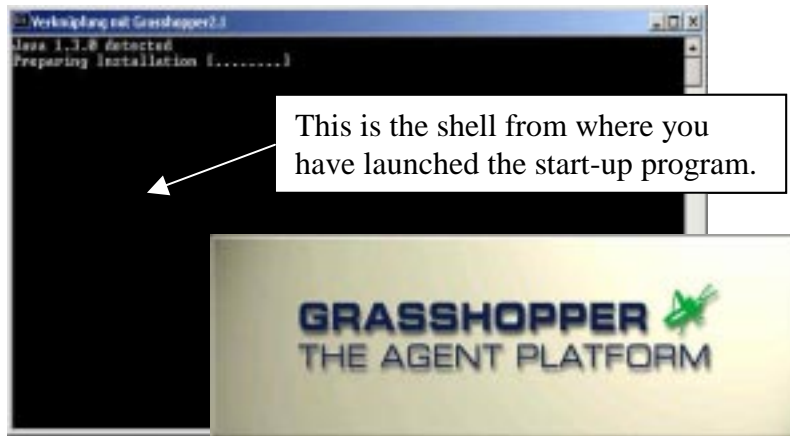 Verknüpfung mit Grasshopper2.1
Java 1.3.0 detected
Preparing Installation [........]
This is the shell from where you
have launched the start-up program.
GRASSHOPPER
THE AGENT PLATFORM